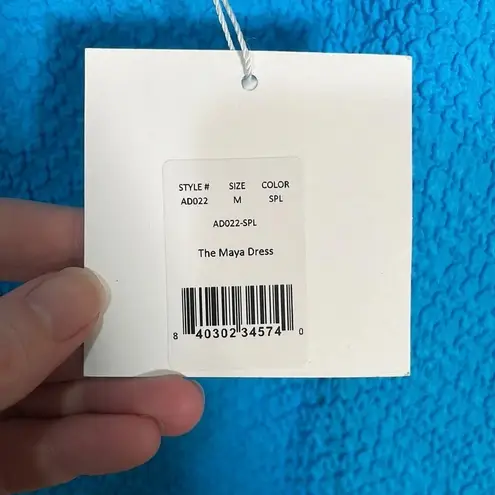 STYLE # SIZE COLOR
AD022 M SPL
AD022-SPL
The Maya Dress
8 40302 34574 0